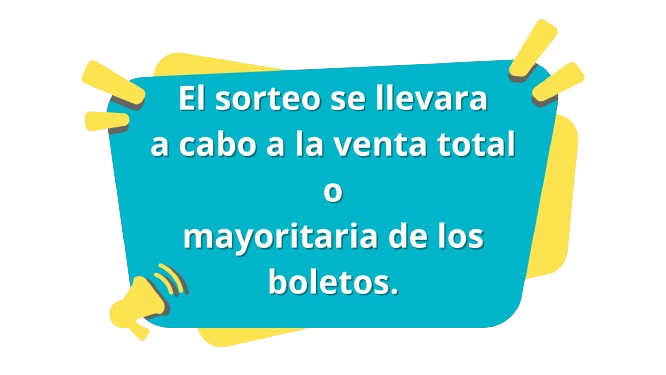 El sorteo se llevara
a cabo a la venta total
o
mayoritaria de los
boletos.